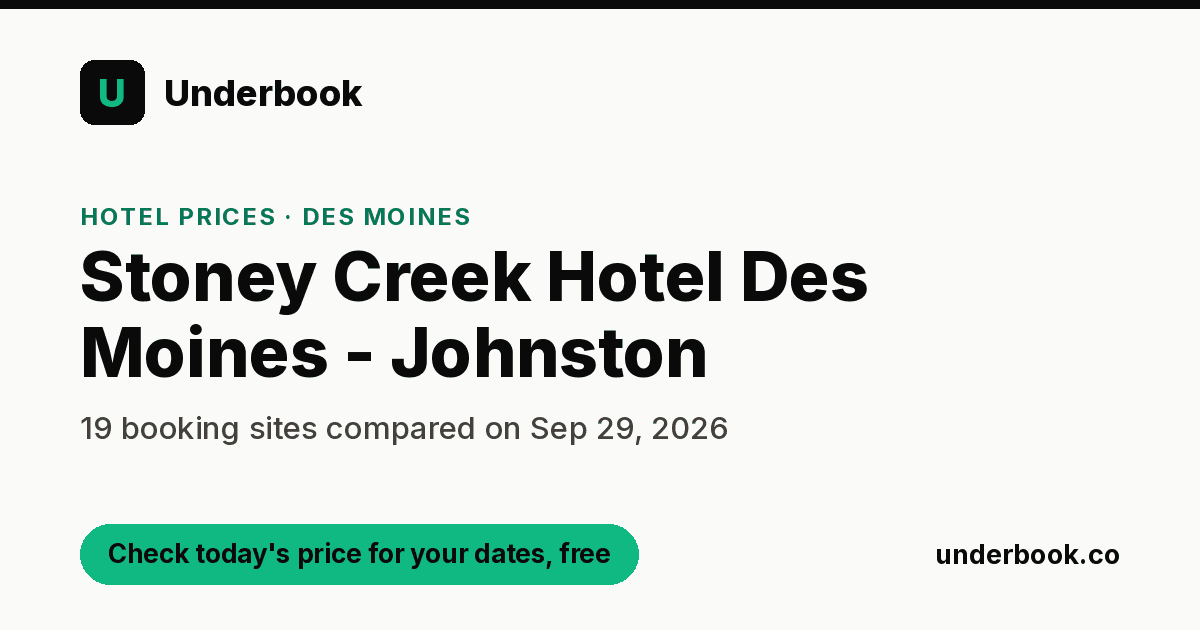 U Underbook
HOTEL PRICES · DES MOINES
Stoney Creek Hotel Des
Moines - Johnston
19 booking sites compared on Sep 29, 2026
Check today's price for your dates, free
underbook.co